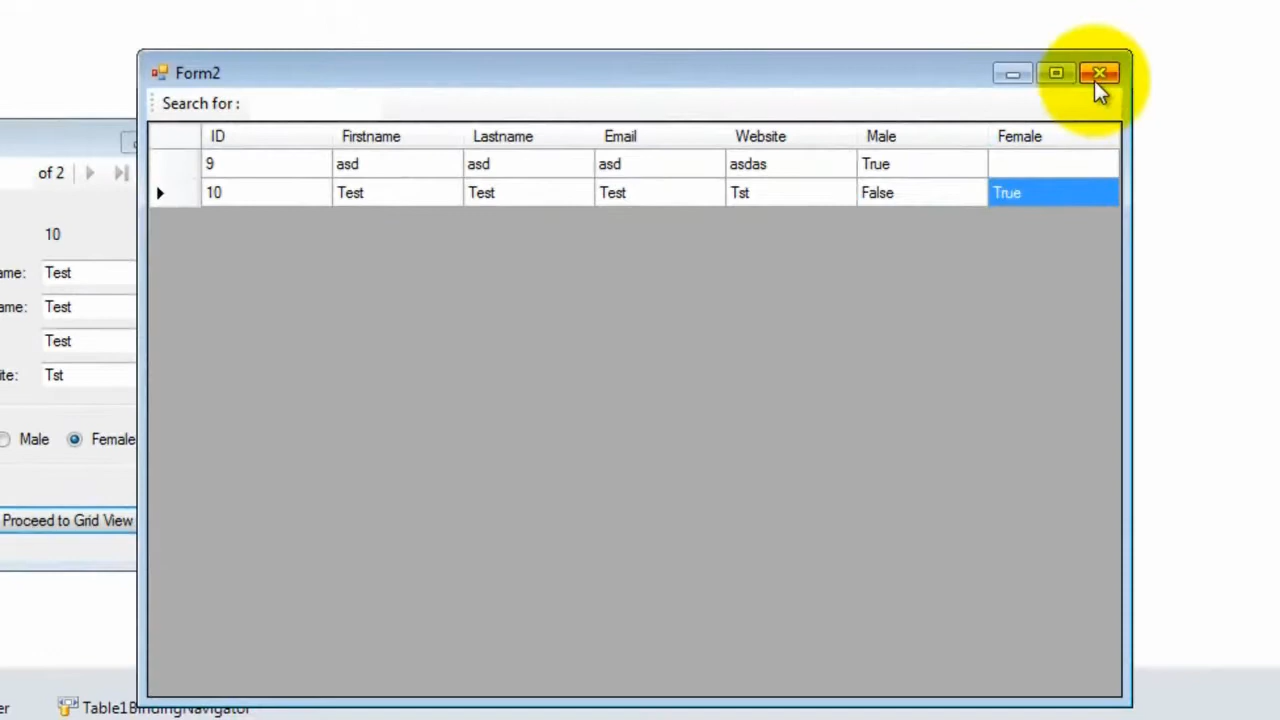 Form2
Search for :
ID Firstname Lastname Email Website Male Female
9 asd asd asd asdas True
10 Test Test Test Tst False True
of 2
10
ame: Test
ame: Test
Test
ite: Tst
Male Female
Proceed to Grid View
er Table1BindingNavigator